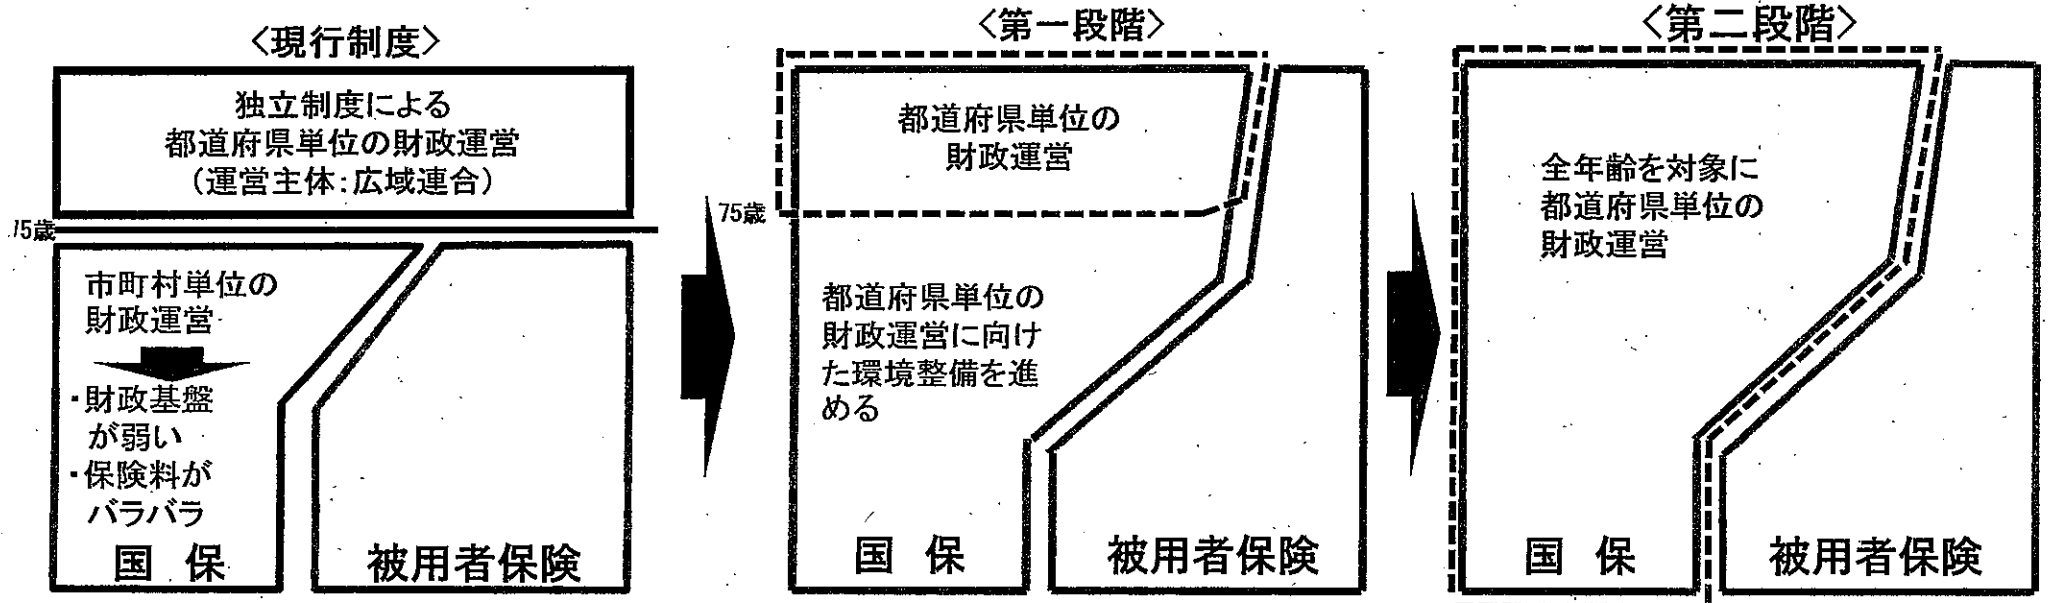 〈現行制度〉
独立制度による
都道府県単位の財政運営
（運営主体：広域連合）
75歳
市町村単位の
財政運営
・財政基盤
が弱い
・保険料が
バラバラ
国 保
被用者保険
〈第一段階〉
都道府県単位の
財政運営
75歳
都道府県単位の
財政運営に向け
た環境整備を進
める
国 保
被用者保険
〈第二段階〉
全年齢を対象に
都道府県単位の
財政運営
国 保
被用者保険